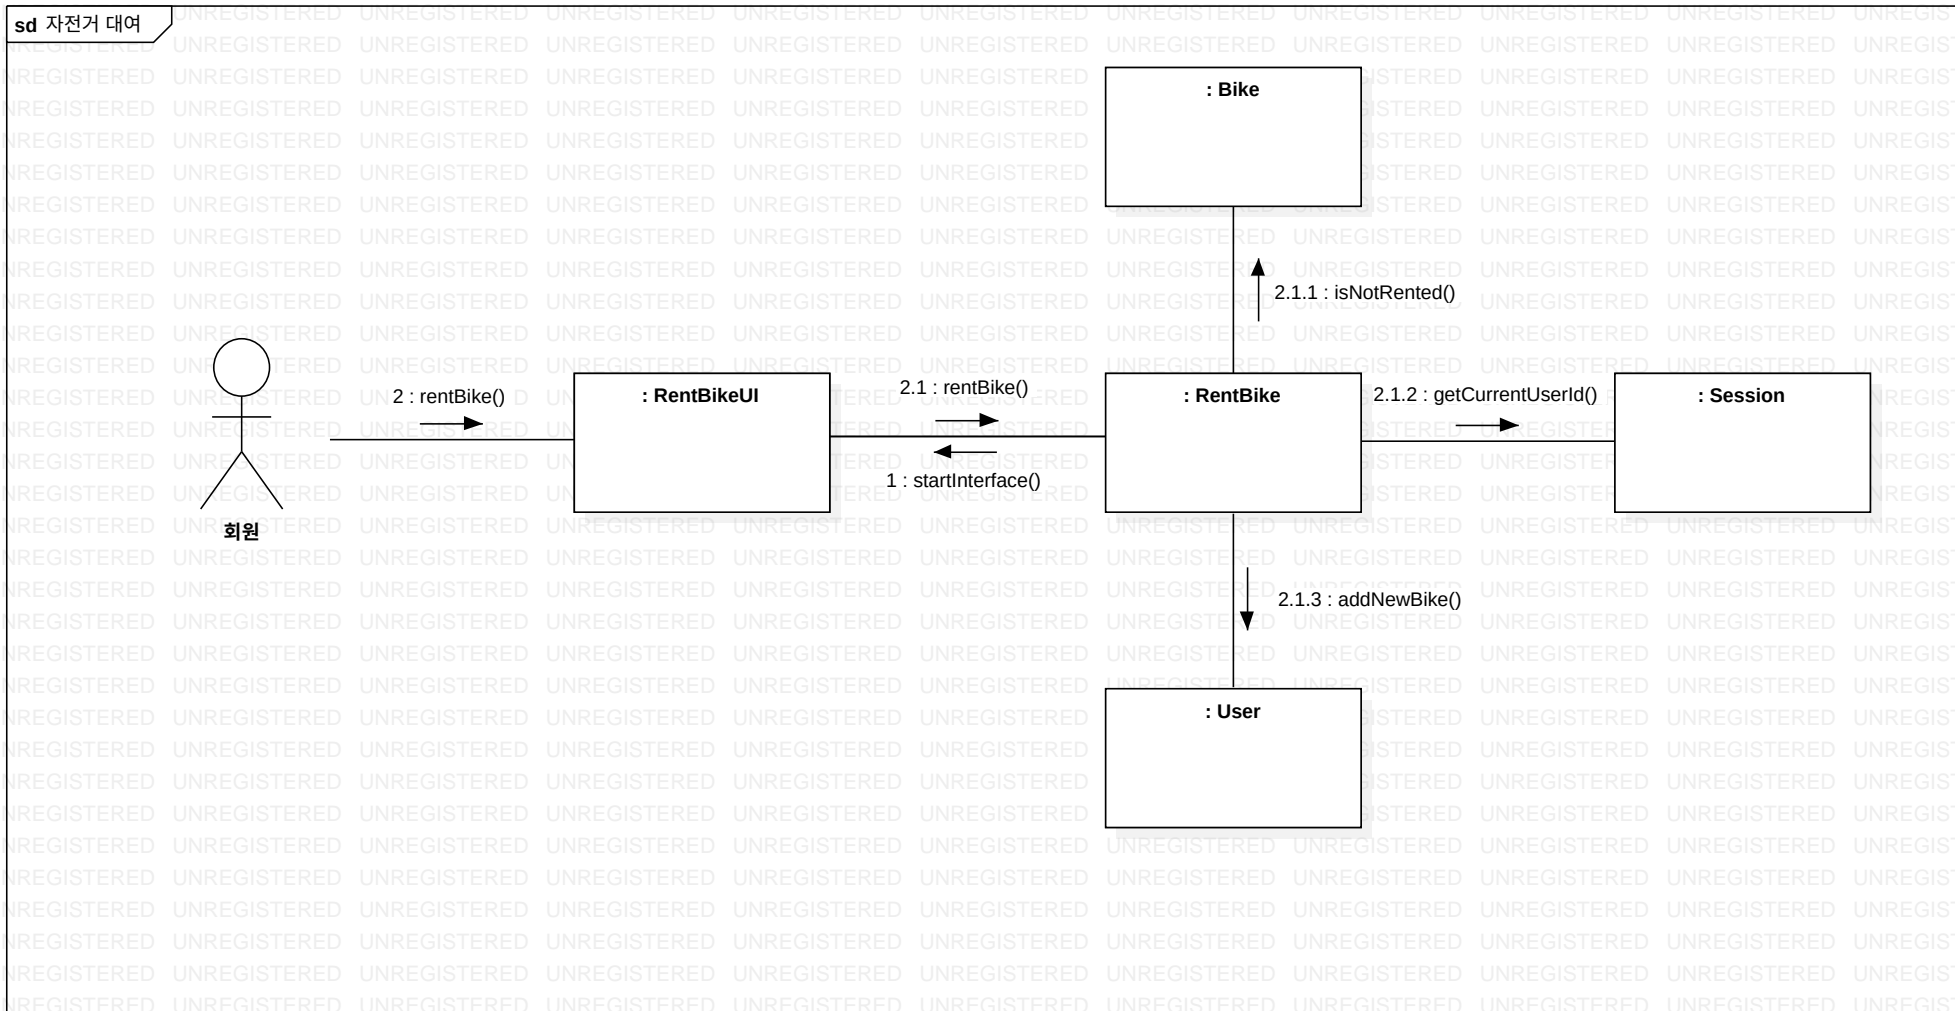 sd 자전거 대여
: Bike
2.1.1 : isNotRented()
2 : rentBike()
: RentBikeUI
2.1 : rentBike()
1 : startInterface()
: RentBike
2.1.2 : getCurrentUserId()
: Session
회원
2.1.3 : addNewBike()
: User
UNREGISTERED